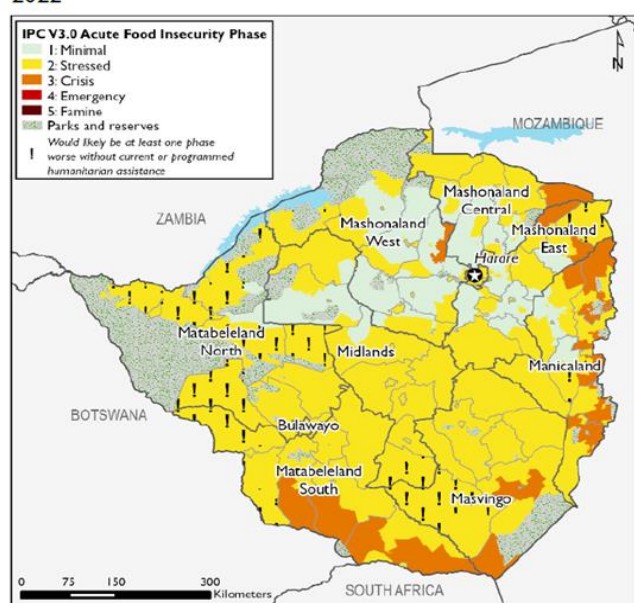 2022
IPC V3.0 Acute Food Insecurity Phase
1: Minimal
2: Stressed
3: Crisis
4: Emergency
5: Famine
Parks and reserves
! Would likely be at least one phase
worse without current or programmed
humanitarian assistance
N
MOZAMBIQUE
ZAMBIA
Mashonaland
Central
Mashonaland
West
Mashonaland
East
Harare
Matabeleland
North
Midlands
Manicaland
BOTSWANA
Bulawayo
Matabeleland
South
Masvingo
0 75 150 300
Kilometers
SOUTH AFRICA